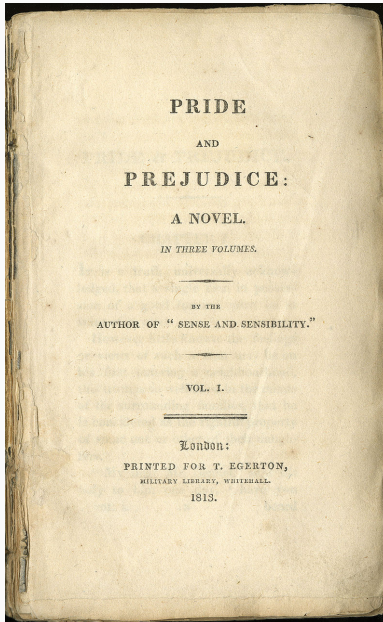 PRIDE
AND
PREJUDICE:
A NOVEL.
IN THREE VOLUMES.
BY THE
AUTHOR OF “ SENSE AND SENSIBILITY.”
VOL. I.
London:
PRINTED FOR T. EGERTON,
MILITARY LIBRARY, WHITEHALL.
1813.